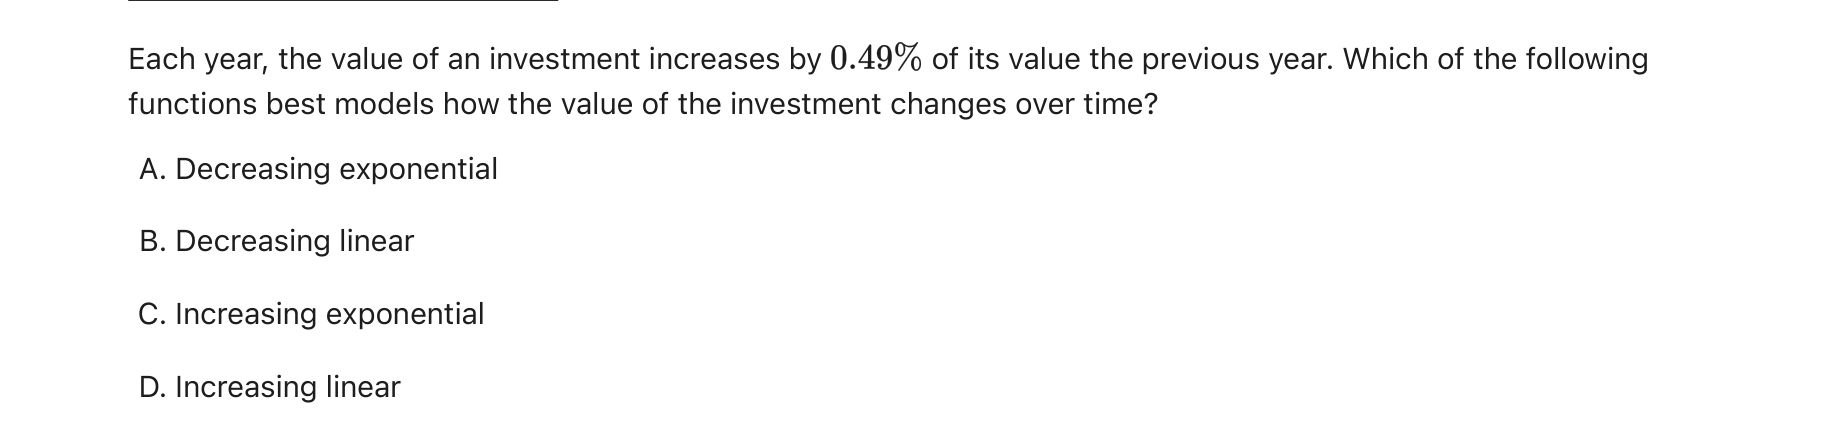 Each year, the value of an investment increases by 0.49% of its value the previous year. Which of the following
functions best models how the value of the investment changes over time?
A. Decreasing exponential
B. Decreasing linear
C. Increasing exponential
D. Increasing linear